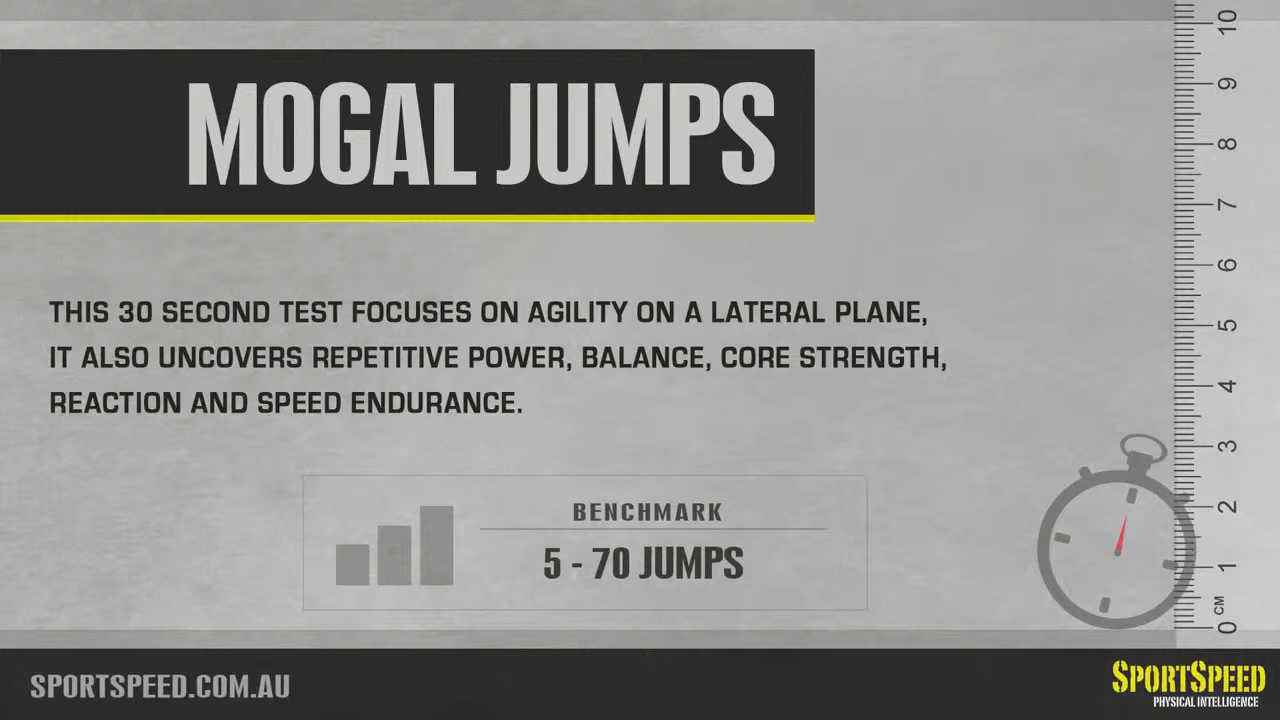 MOGAL JUMPS
THIS 30 SECOND TEST FOCUSES ON AGILITY ON A LATERAL PLANE,
IT ALSO UNCOVERS REPETITIVE POWER, BALANCE, CORE STRENGTH,
REACTION AND SPEED ENDURANCE.
BENCHMARK
5 - 70 JUMPS
10
9
8
7
6
5
4
3
2
1
0 CM
SPORTSPEED.COM.AU
SPORTSPEED
PHYSICAL INTELLIGENCE